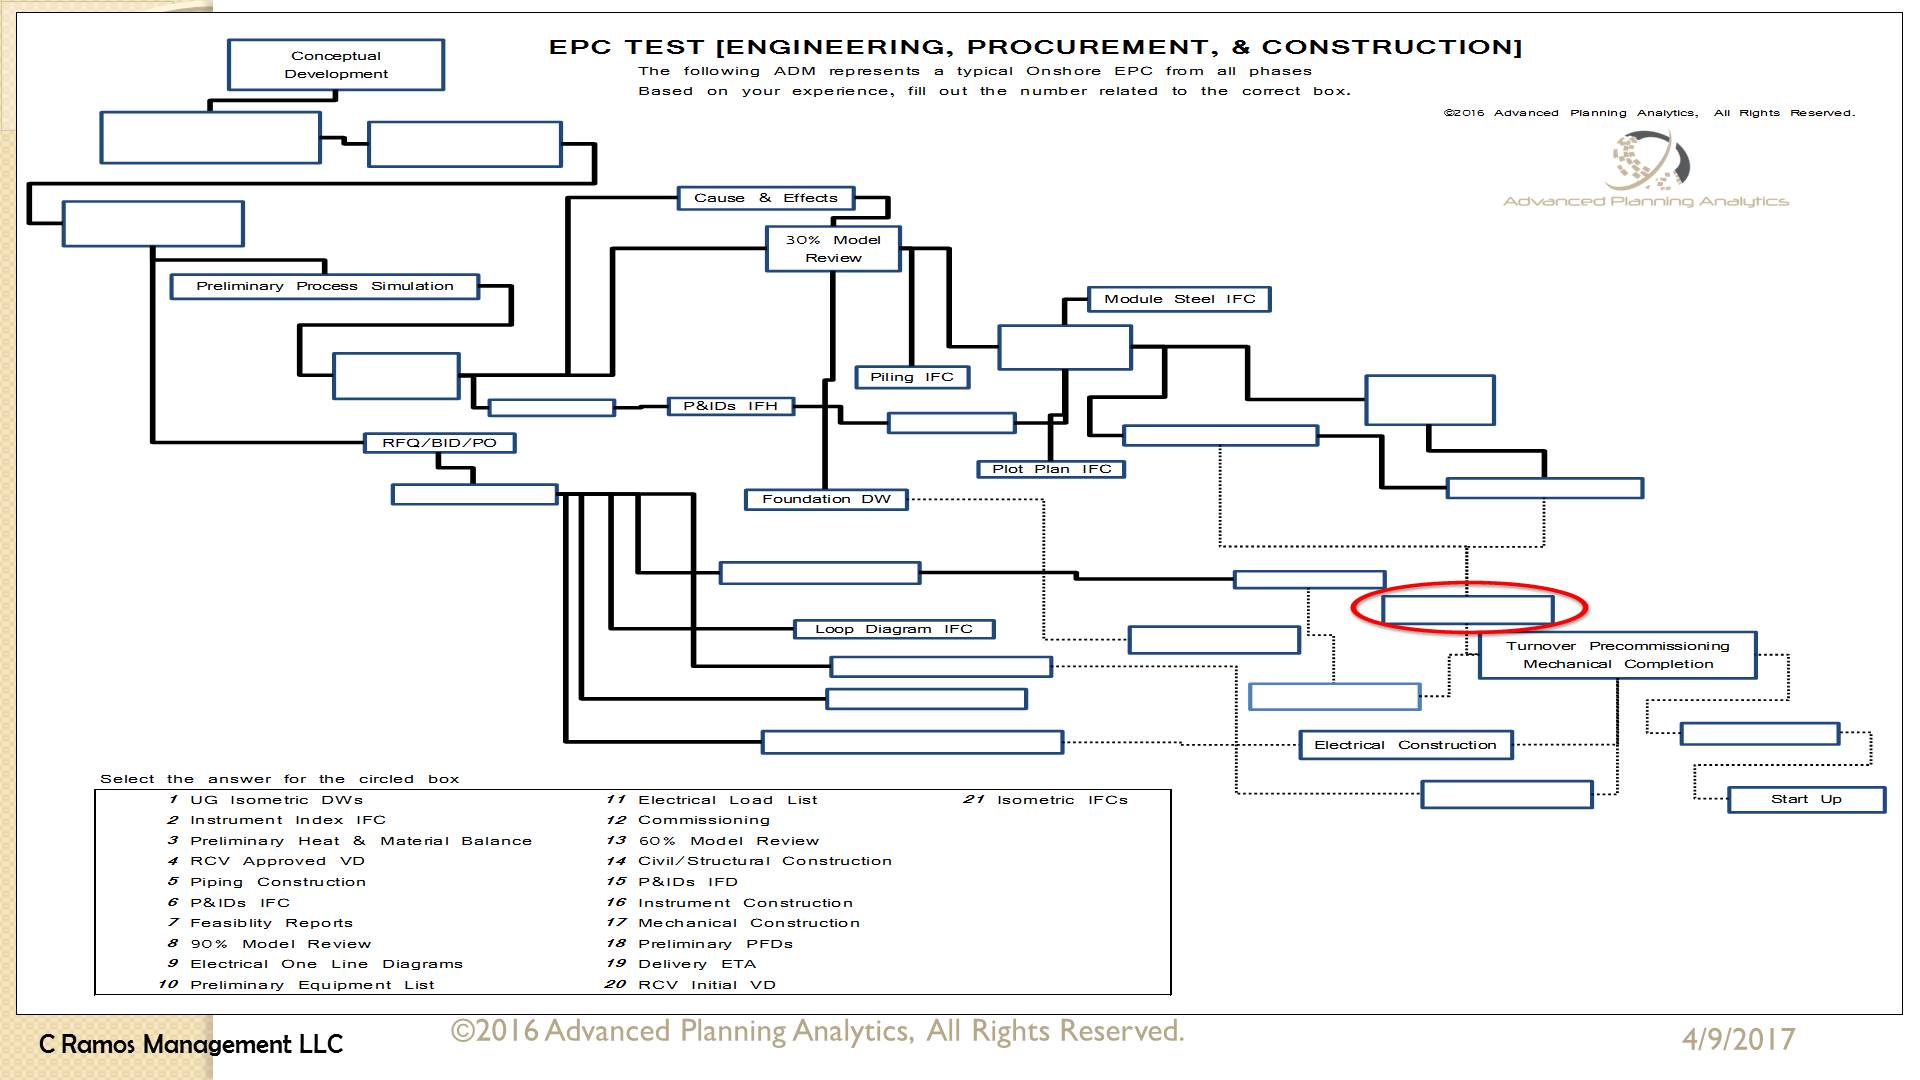 EPC TEST [ENGINEERING, PROCUREMENT, & CONSTRUCTION]
The following ADM represents a typical Onshore EPC from all phases
Based on your experience, fill out the number related to the correct box.
©2016 Advanced Planning Analytics, All Rights Reserved.
Advanced Planning Analytics
Conceptual
Development
Cause & Effects
30% Model
Review
Preliminary Process Simulation
Module Steel IFC
Piling IFC
P&IDs IFH
RFQ/BID/PO
Plot Plan IFC
Foundation DW
Loop Diagram IFC
Turnover Precommissioning
Mechanical Completion
Electrical Construction
Start Up
Select the answer for the circled box
1 UG Isometric DWs
2 Instrument Index IFC
3 Preliminary Heat & Material Balance
4 RCV Approved VD
5 Piping Construction
6 P&IDs IFC
7 Feasiblity Reports
8 90% Model Review
9 Electrical One Line Diagrams
10 Preliminary Equipment List
11 Electrical Load List
12 Commissioning
13 60% Model Review
14 Civil/Structural Construction
15 P&IDs IFD
16 Instrument Construction
17 Mechanical Construction
18 Preliminary PFDs
19 Delivery ETA
20 RCV Initial VD
21 Isometric IFCs
C Ramos Management LLC
©2016 Advanced Planning Analytics, All Rights Reserved.
4/9/2017